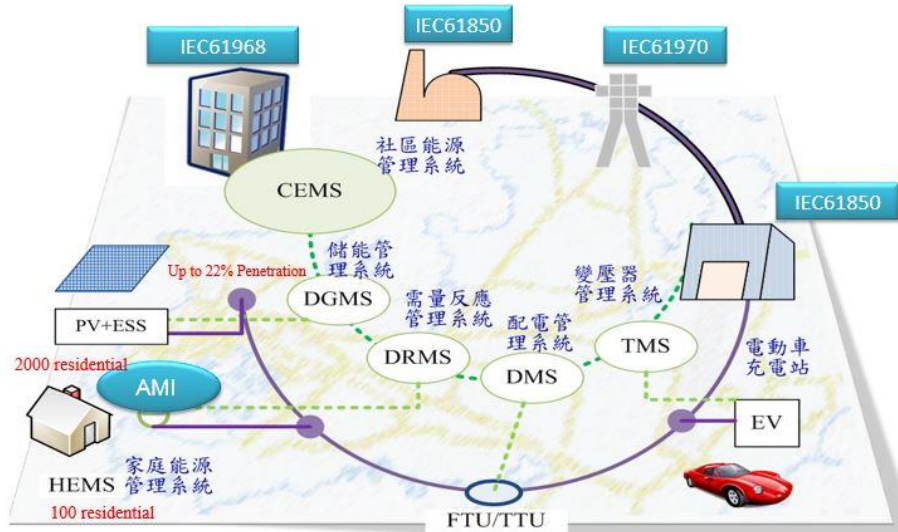 IEC61968
IEC61850
IEC61970
社區能源
管理系統
CEMS
IEC61850
儲能管
理系統
Up to 22% Penetration
DGMS
需量反應
管理系統
變壓器
管理系統
PV+ESS
配電管
理系統
DRMS
DMS
TMS
電動車
充電站
2000 residential
AMI
EV
HEMS
家庭能源
管理系統
100 residential
FTU/TTU